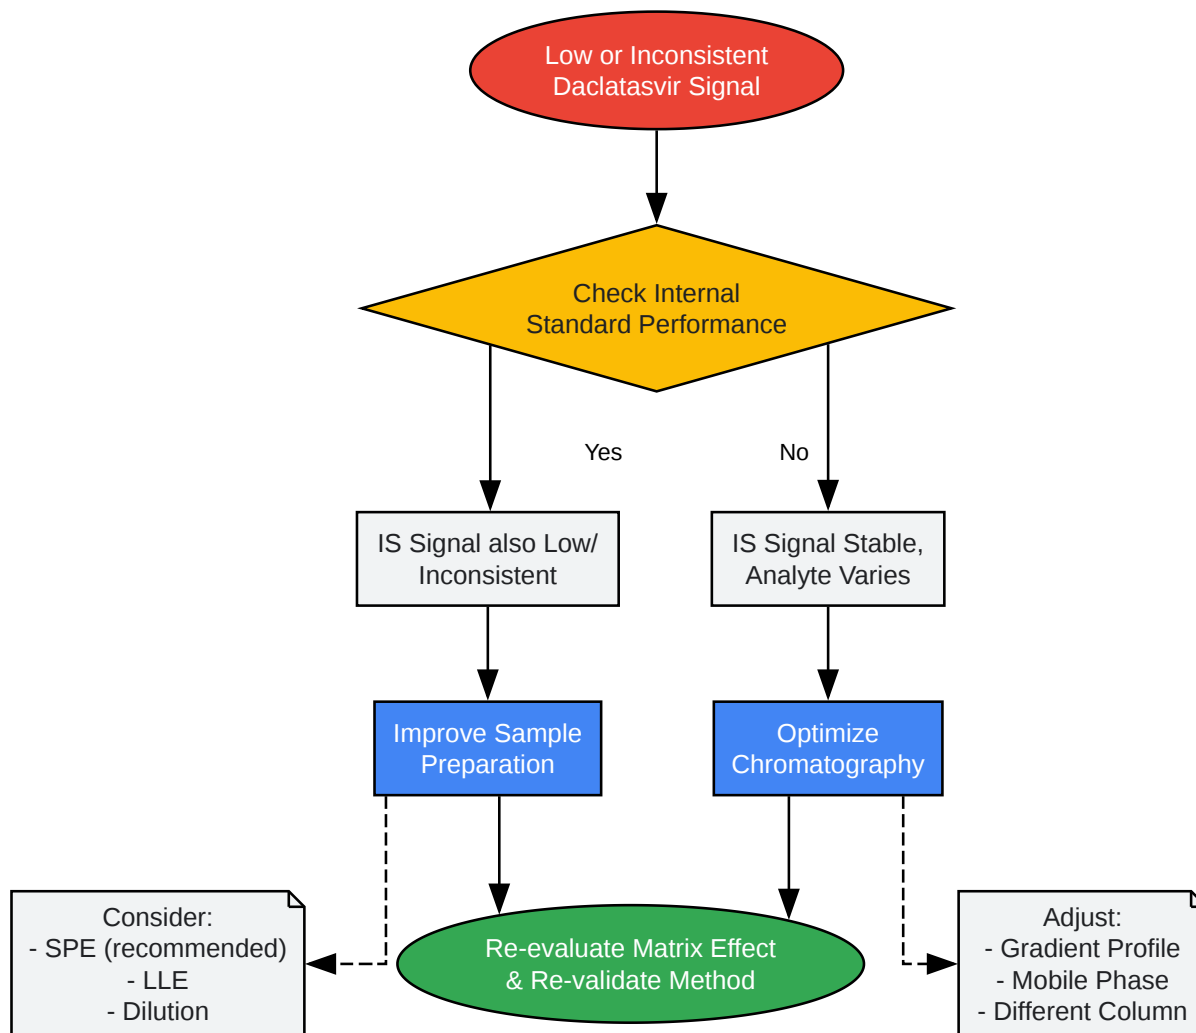 Low or Inconsistent
Daclatasvir Signal
Check Internal
Standard Performance
Yes
No
IS Signal also Low/
Inconsistent
IS Signal Stable,
Analyte Varies
Improve Sample
Preparation
Optimize
Chromatography
Consider:
- SPE (recommended)
- LLE
- Dilution
Re-evaluate Matrix Effect
& Re-validate Method
Adjust:
- Gradient Profile
- Mobile Phase
- Different Column